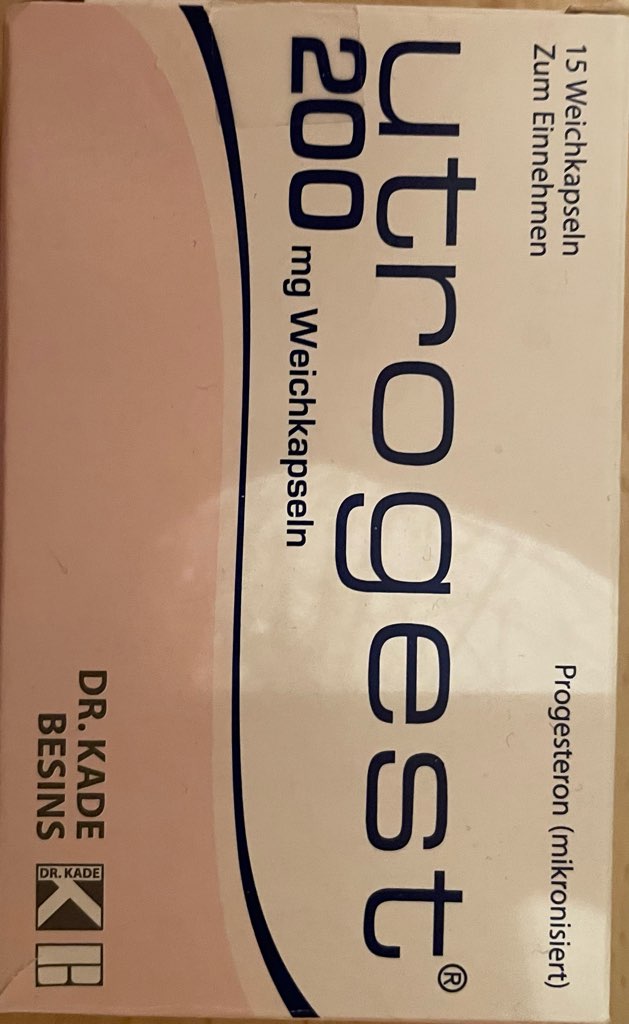 15 Weichkapseln
Zum Einnehmen
Progesteron (mikronisiert)
utrogest®
200 mg Weichkapseln
DR. KADE
BESINS
DR. KADE
K
B